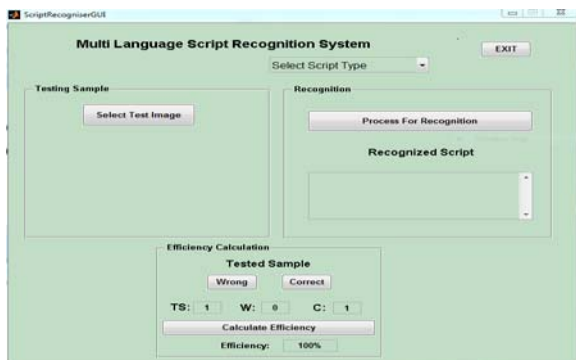 ScriptRecogniserGUI
Multi Language Script Recognition System
EXIT
Select Script Type
Testing Sample
Select Test Image
Recognition
Process For Recognition
Recognized Script
Efficiency Calculation
Tested Sample
Wrong Correct
TS: 1 W: 0 C: 1
Calculate Efficiency
Efficiency: 100%